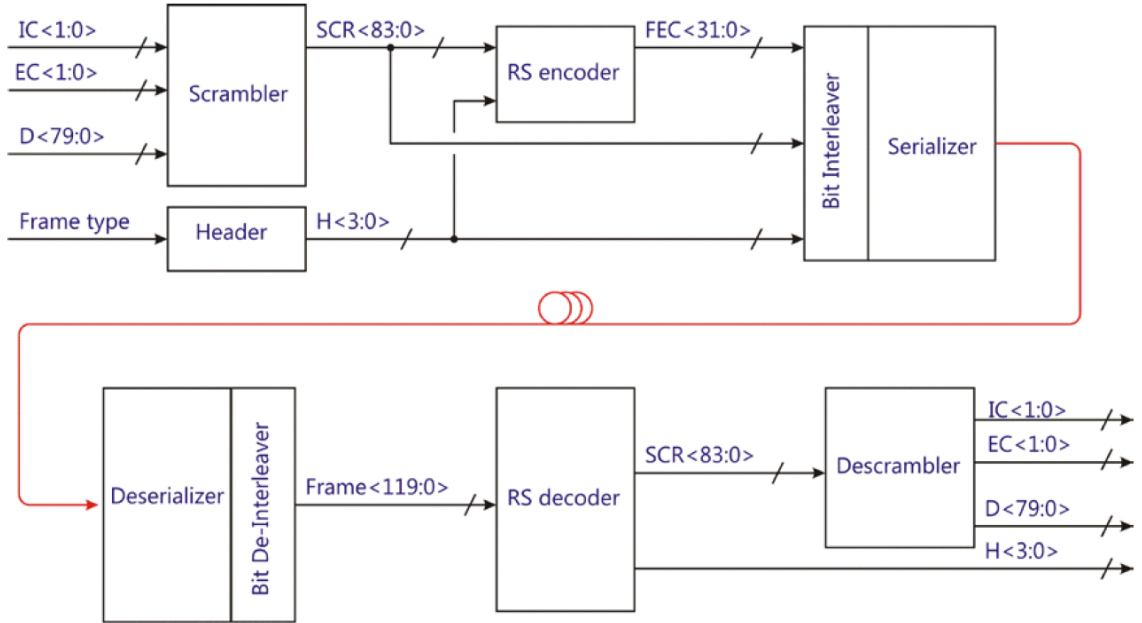 IC<1:0>
SCR<83:0>
FEC<31:0>
EC<1:0>
RS encoder
Scrambler
D<79:0>
Bit Interleaver
Serializer
Frame type
Header
H<3:0>
IC<1:0>
EC<1:0>
SCR<83:0>
Descrambler
Deserializer
Bit De-Interleaver
Frame<119:0>
RS decoder
D<79:0>
H<3:0>